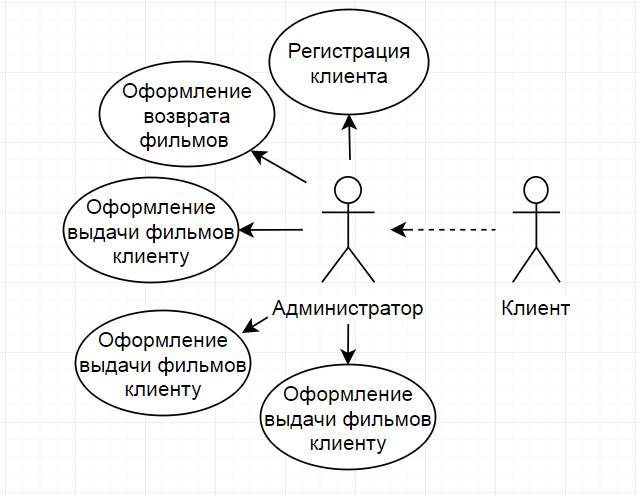 Регистрация
клиента
Оформление
возврата
фильмов
Оформление
выдачи фильмов
клиенту
Администратор
Клиент
Оформление
выдачи фильмов
клиенту
Оформление
выдачи фильмов
клиенту